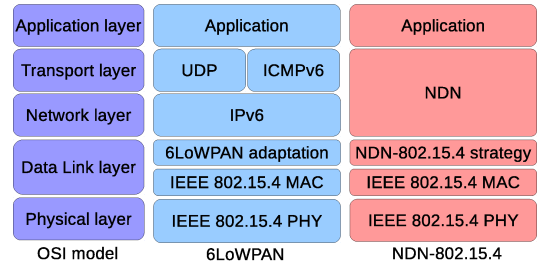 Application layer Application Application
Transport layer UDP ICMPv6 NDN
Network layer IPv6
Data Link layer 6LoWPAN adaptation NDN-802.15.4 strategy
IEEE 802.15.4 MAC IEEE 802.15.4 MAC
Physical layer IEEE 802.15.4 PHY IEEE 802.15.4 PHY
OSI model 6LoWPAN NDN-802.15.4